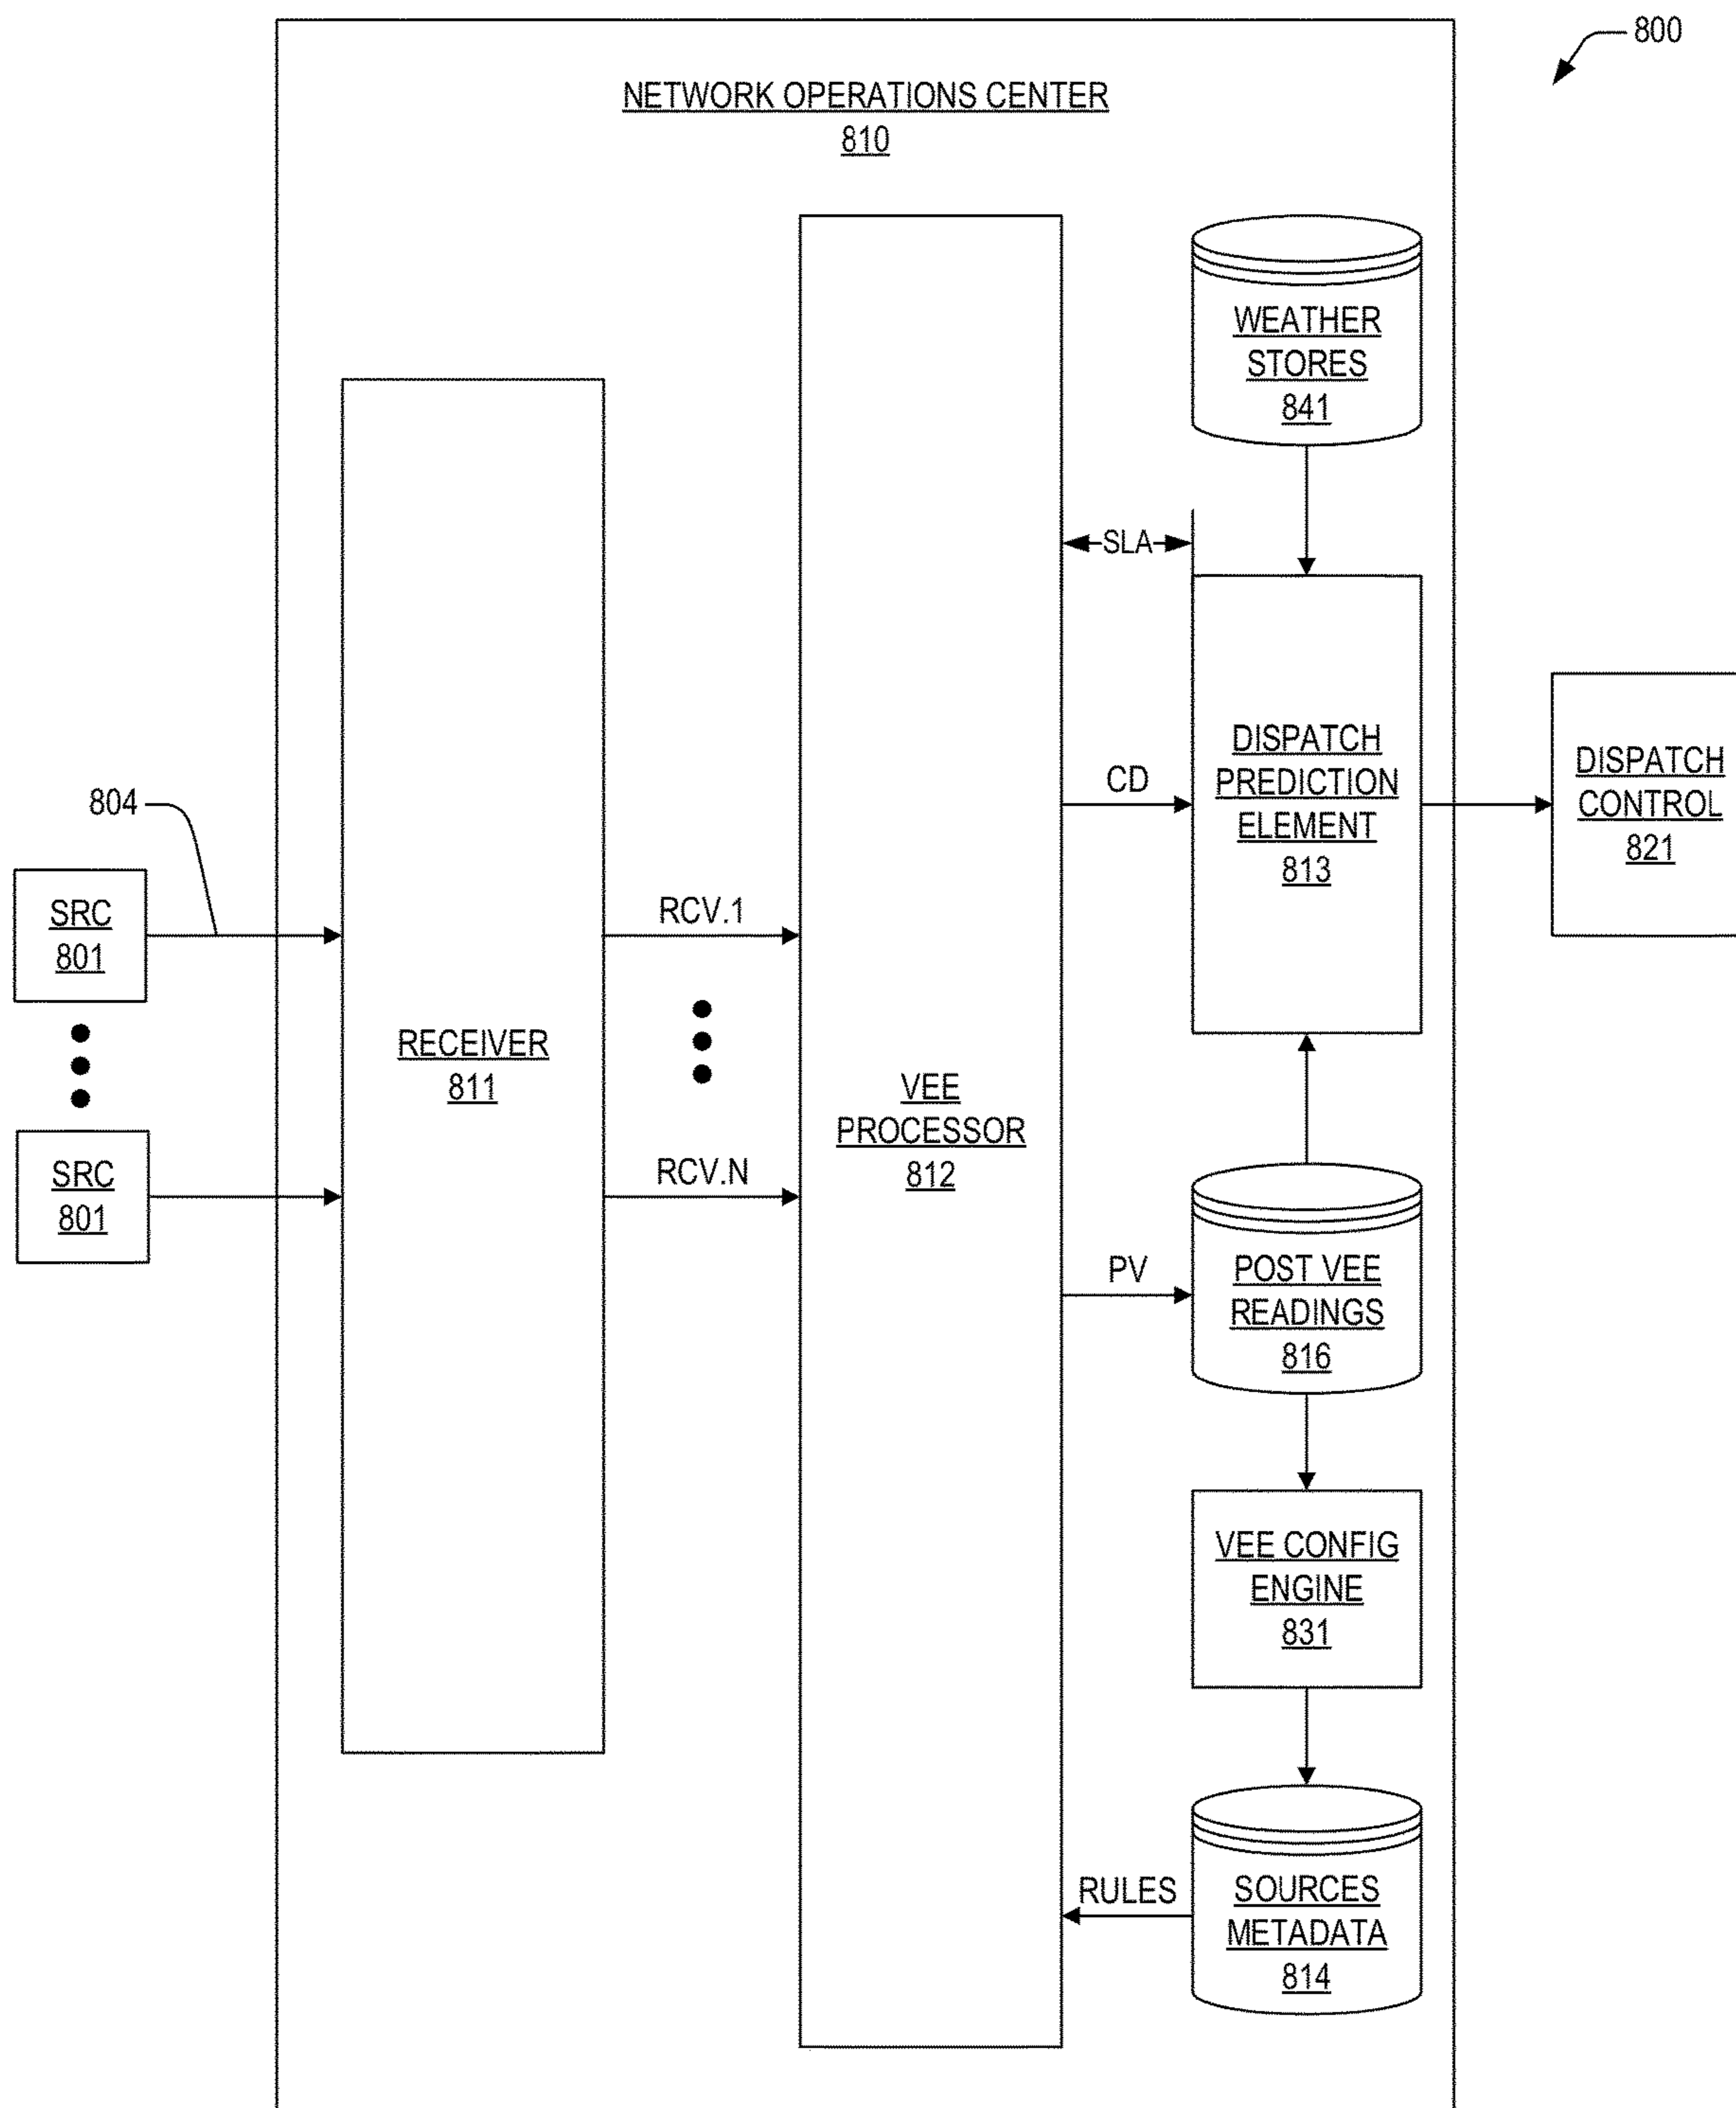 800
NETWORK OPERATIONS CENTER
810
WEATHER
STORES
841
SLA
DISPATCH
PREDICTION
ELEMENT
813
CD
DISPATCH
CONTROL
821
804
SRC
801
RCV.1
RECEIVER
811
VEE
PROCESSOR
812
SRC
801
RCV.N
PV
POST VEE
READINGS
816
VEE CONFIG
ENGINE
831
RULES
SOURCES
METADATA
814